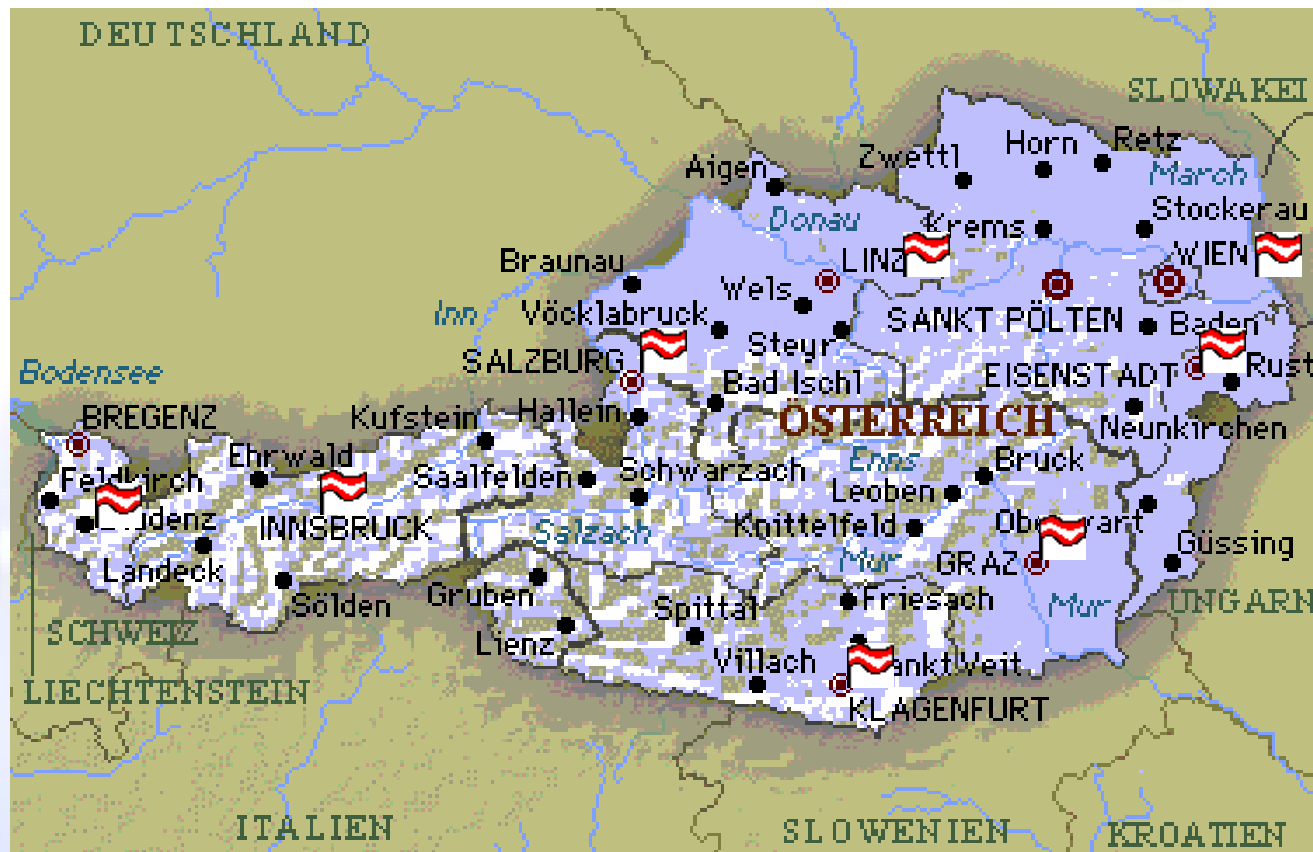 DEUTSCHLAND
SLOWAKEI
Aigen
Zwettl
Horn
Retz
March
Donau
Krems
Stockerau
Braunau
LINZ
WIEN
Inn
Vöcklabruck
Wels
SANKT PÖLTEN
Baden
Steyr
Bodensee
SALZBURG
Bad Ischl
EISENSTADT
Rust
BREGENZ
Kufstein
Hallein
ÖSTERREICH
Neunkirchen
Ehrwald
Saalfelden
Schwarzach
Enns
Bruck
Feldkirch
INNSBRUCK
Leoben
Salzach
Knittelfeld
Landeck
Mur
GRAZ
Güssing
Sölden
Gruben
Spittal
Friesach
Mur
UNGARN
SCHWEIZ
Lienz
Villach
Veit
LIECHTENSTEIN
KLAGENFURT
ITALIEN
SLOWENIEN
KROATIEN